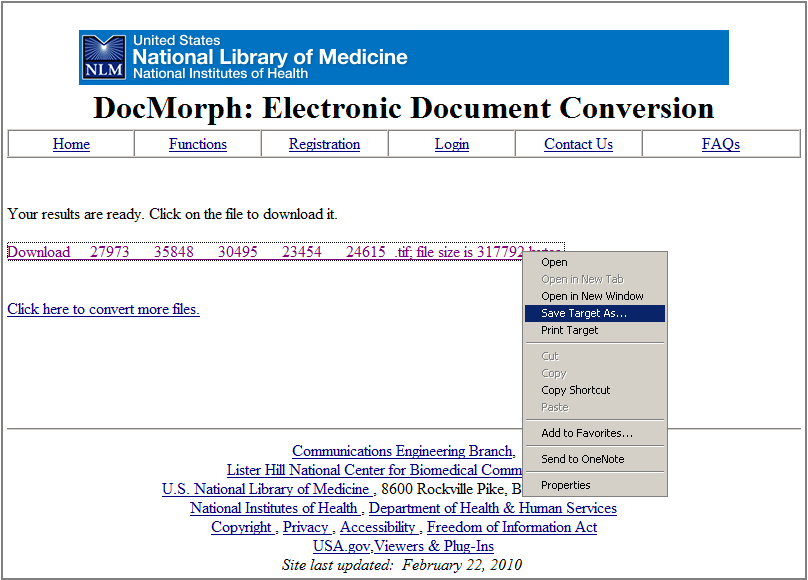 United States
National Library of Medicine
National Institutes of Health
NLM
DocMorph: Electronic Document Conversion
Home Functions Registration Login Contact Us FAQs
Your results are ready. Click on the file to download it.
Download 27973 35848 30495 23454 24615 .tif; file size is 317792 bytes.
Click here to convert more files.
Open
Open in New Tab
Open in New Window
Save Target As...
Print Target
Cut
Copy
Copy Shortcut
Paste
Add to Favorites...
Send to OneNote
Properties
Communications Engineering Branch,
Lister Hill National Center for Biomedical Comm
U.S. National Library of Medicine , 8600 Rockville Pike, B
National Institutes of Health , Department of Health & Human Services
Copyright , Privacy , Accessibility , Freedom of Information Act
USA.gov,Viewers & Plug-Ins
Site last updated: February 22, 2010